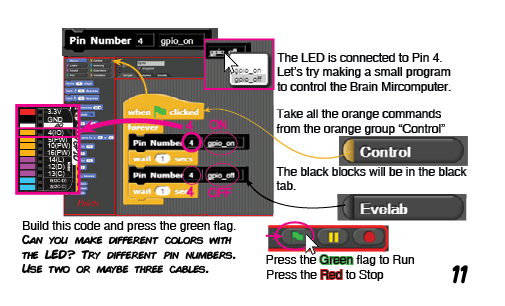 Pin Number 4 gpio_on
gpio_off
gpio_on
gpio_off
The LED is connected to Pin 4.
Let's try making a small program
to control the Brain Mircomputer.
Take all the orange commands
from the orange group “Control”
Control
The black blocks will be in the black
tab.
Evelab
3.3V
GND
4(IO)
5(PW)
10(PW)
16(PW)
14(L)
12(D)
13(C)
when clicked
forever
4 ON
Pin Number 4 gpio_on
wait 1 secs
Pin Number 4 gpio_off
wait 1 secs
4 OFF
Build this code and press the green flag.
Can you make different colors with
the LED? Try different pin numbers.
Use two or maybe three cables.
Press the Green flag to Run
Press the Red to Stop
11